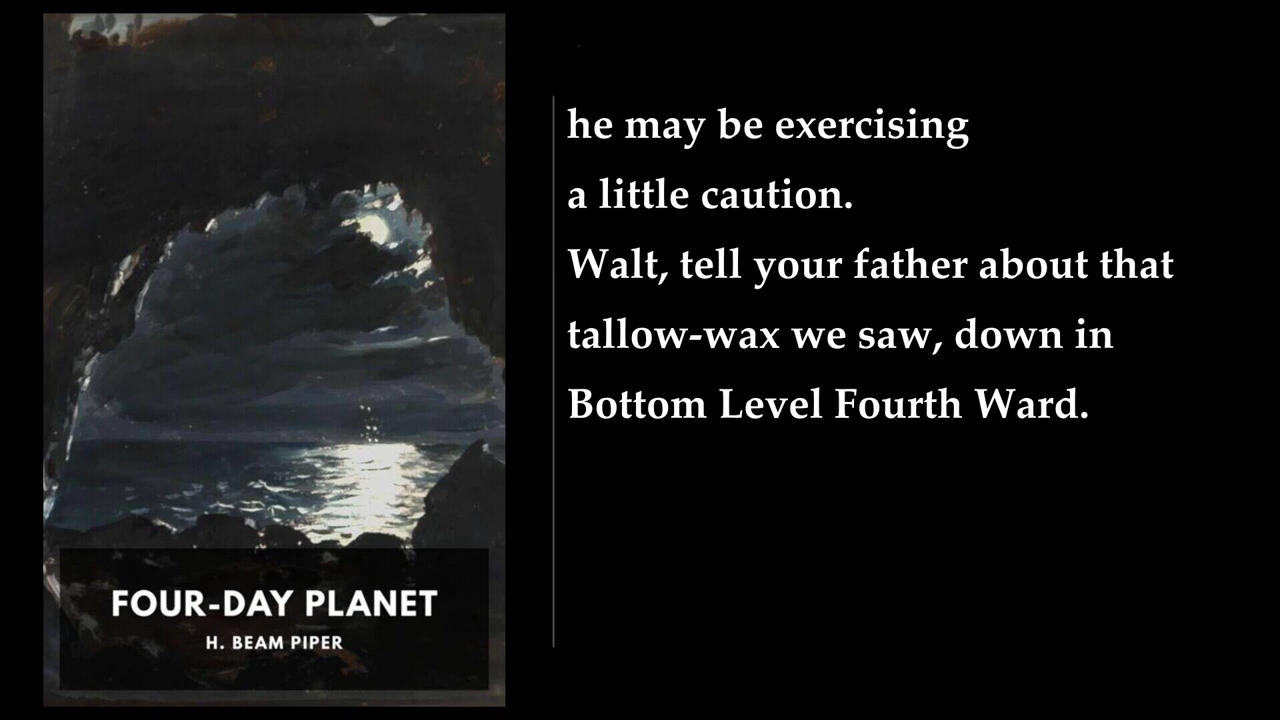 he may be exercising
a little caution.
Walt, tell your father about that
tallow-wax we saw, down in
Bottom Level Fourth Ward.
FOUR-DAY PLANET
H. BEAM PIPER